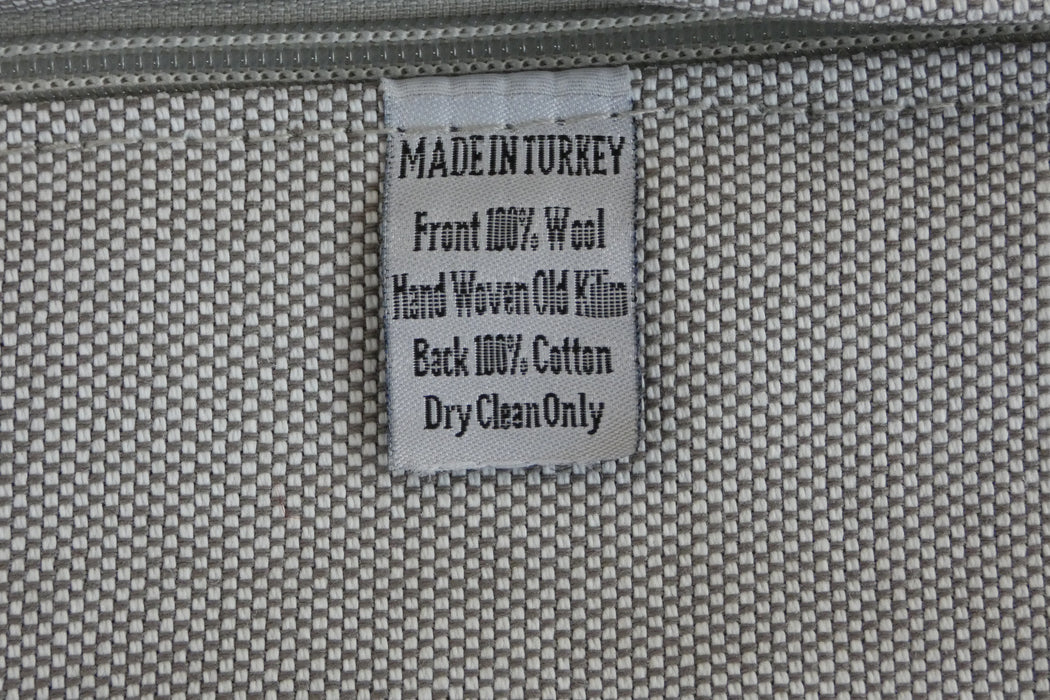 MADE IN TURKEY
Front 100% Wool
Hand Woven Old Kilim
Back 100% Cotton
Dry Clean Only